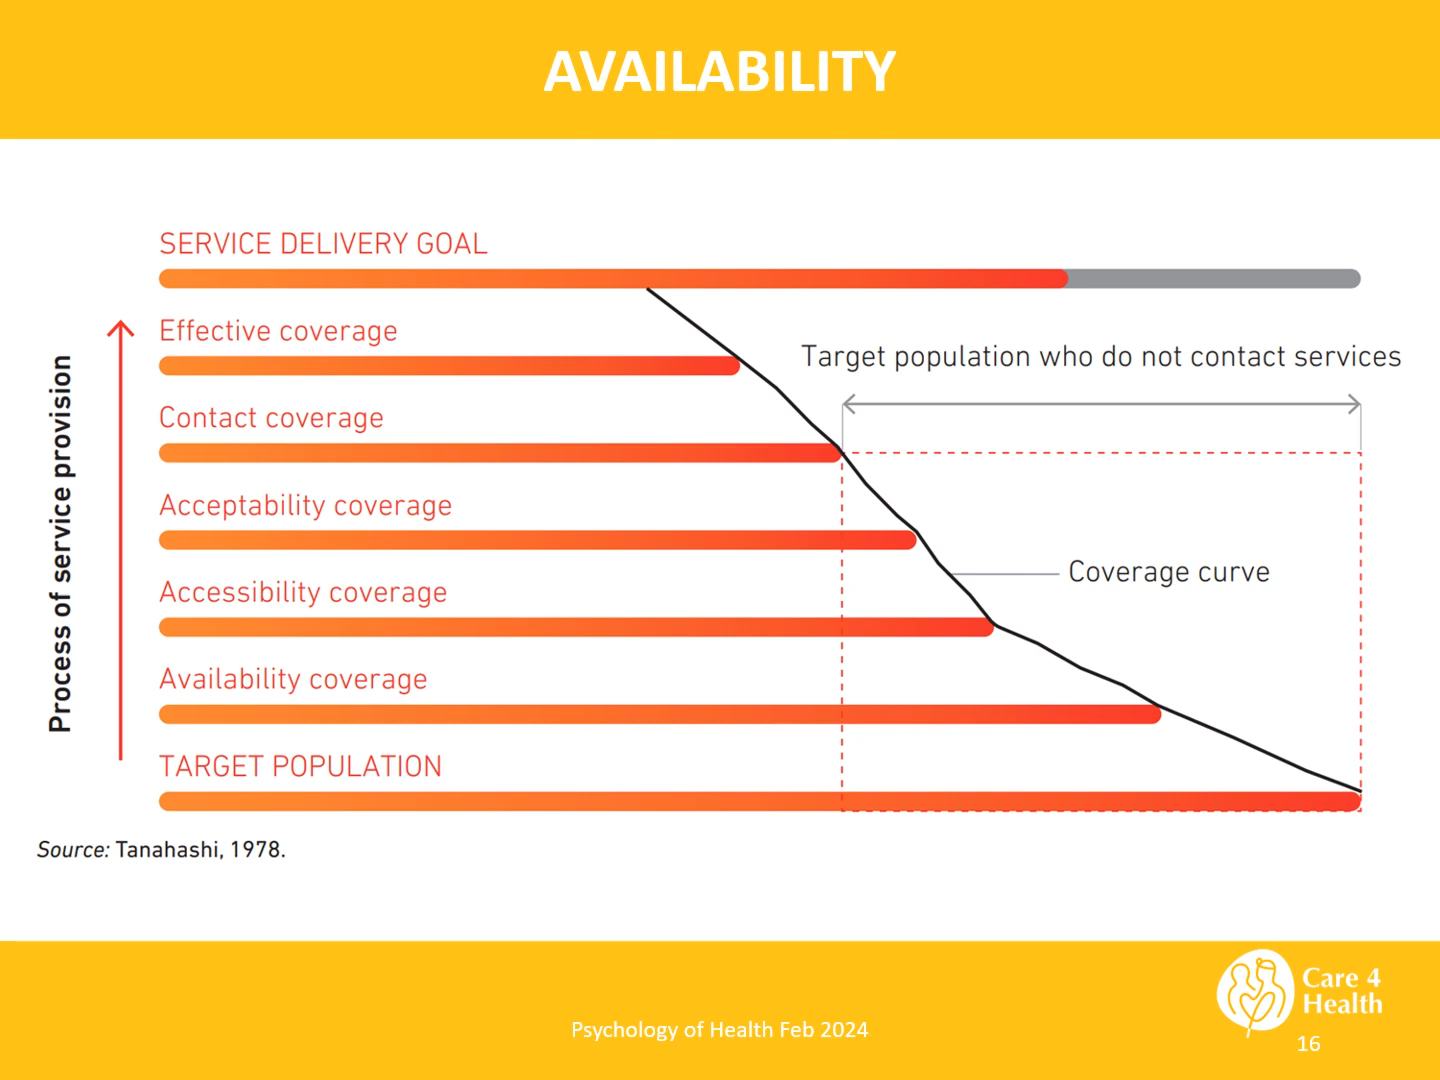 AVAILABILITY
SERVICE DELIVERY GOAL
Effective coverage
Target population who do not contact services
Contact coverage
Acceptability coverage
Coverage curve
Accessibility coverage
Availability coverage
TARGET POPULATION
Process of service provision
Source: Tanahashi, 1978.
Care 4
Health
Psychology of Health Feb 2024
16